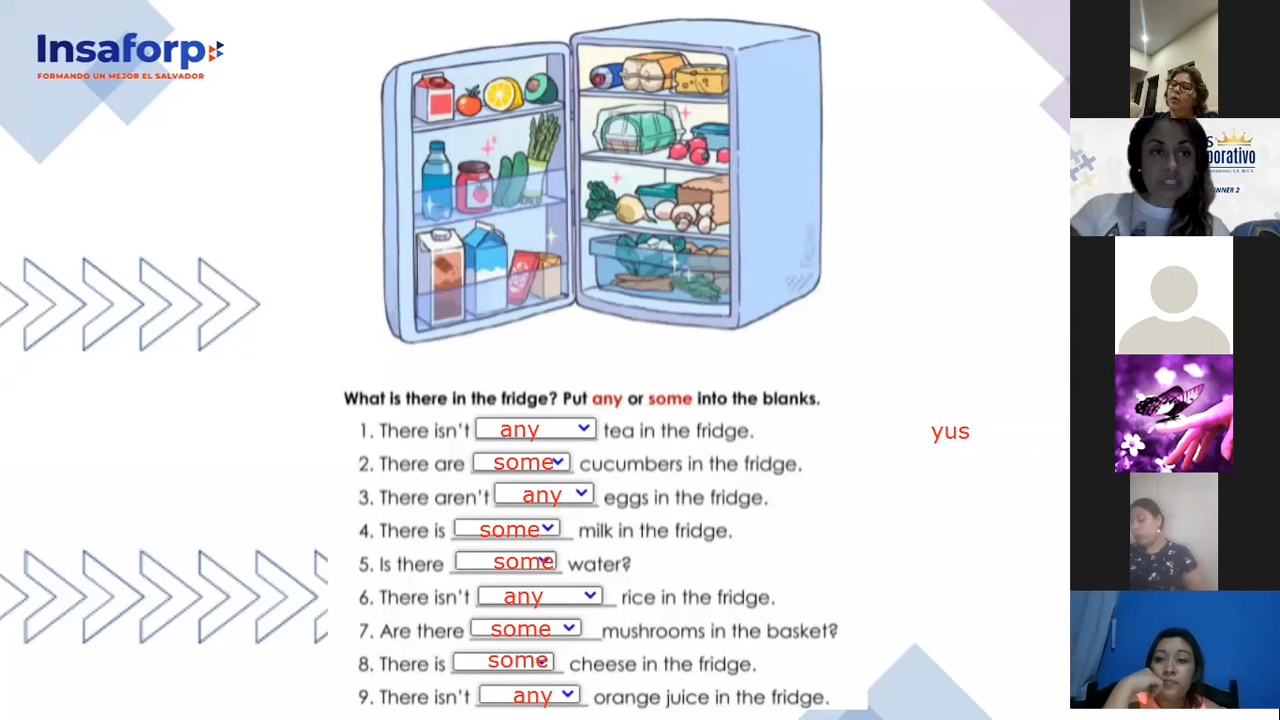 Insaforp
FORMANDO UN MEJOR EL SALVADOR
What is there in the fridge? Put any or some into the blanks.
1. There isn't any tea in the fridge.
yus
2. There are some cucumbers in the fridge.
3. There aren't any eggs in the fridge.
4. There is some milk in the fridge.
5. Is there some water?
6. There isn't any rice in the fridge.
7. Are there some mushrooms in the basket?
8. There is some cheese in the fridge.
9. There isn't any orange juice in the fridge.
S
porativo